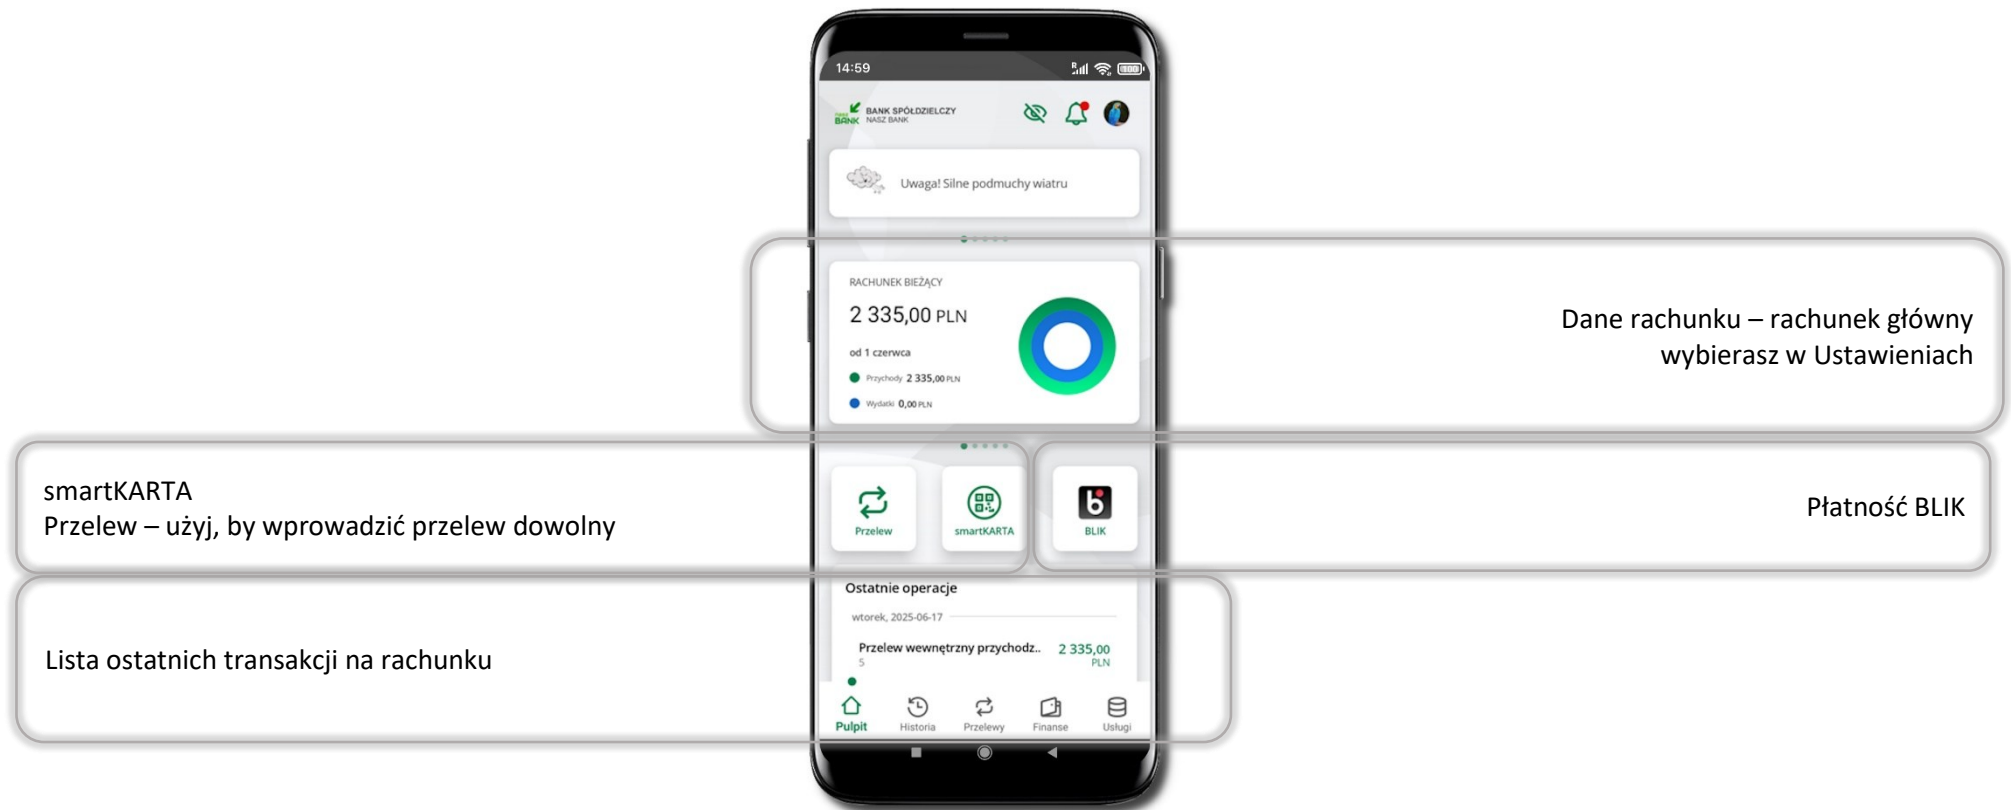 14:59
nasz BANK
BANK SPÓŁDZIELCZY
NASZ BANK
Uwaga! Silne podmuchy wiatru
RACHUNEK BIEŻĄCY
2 335,00 PLN
od 1 czerwca
Przychody 2 335,00 PLN
Wydatki 0,00 PLN
Dane rachunku – rachunek główny
wybierasz w Ustawieniach
smartKARTA
Przelew – użyj, by wprowadzić przelew dowolny
Przelew
smartKARTA
BLIK
Płatność BLIK
Ostatnie operacje
wtorek, 2025-06-17
Przelew wewnętrzny przychodz.. 2 335,00
5 PLN
Lista ostatnich transakcji na rachunku
Pulpit Historia Przelewy Finanse Usługi